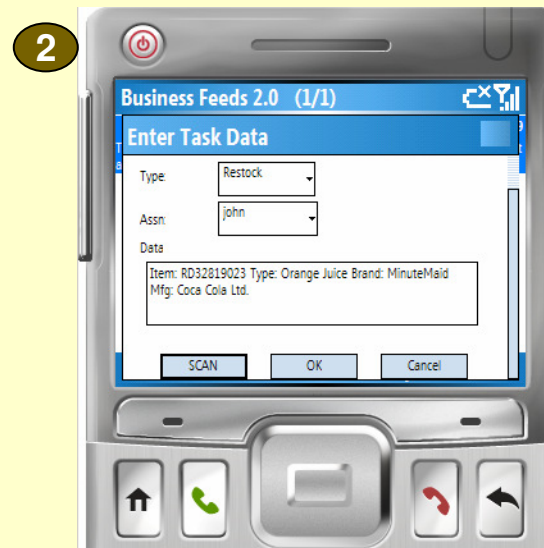 2
Business Feeds 2.0 (1/1)
Enter Task Data
Type:
Restock
Assn:
john
Data
Item: RD32819023 Type: Orange Juice Brand: MinuteMaid
Mfg: Coca Cola Ltd.
SCAN OK Cancel